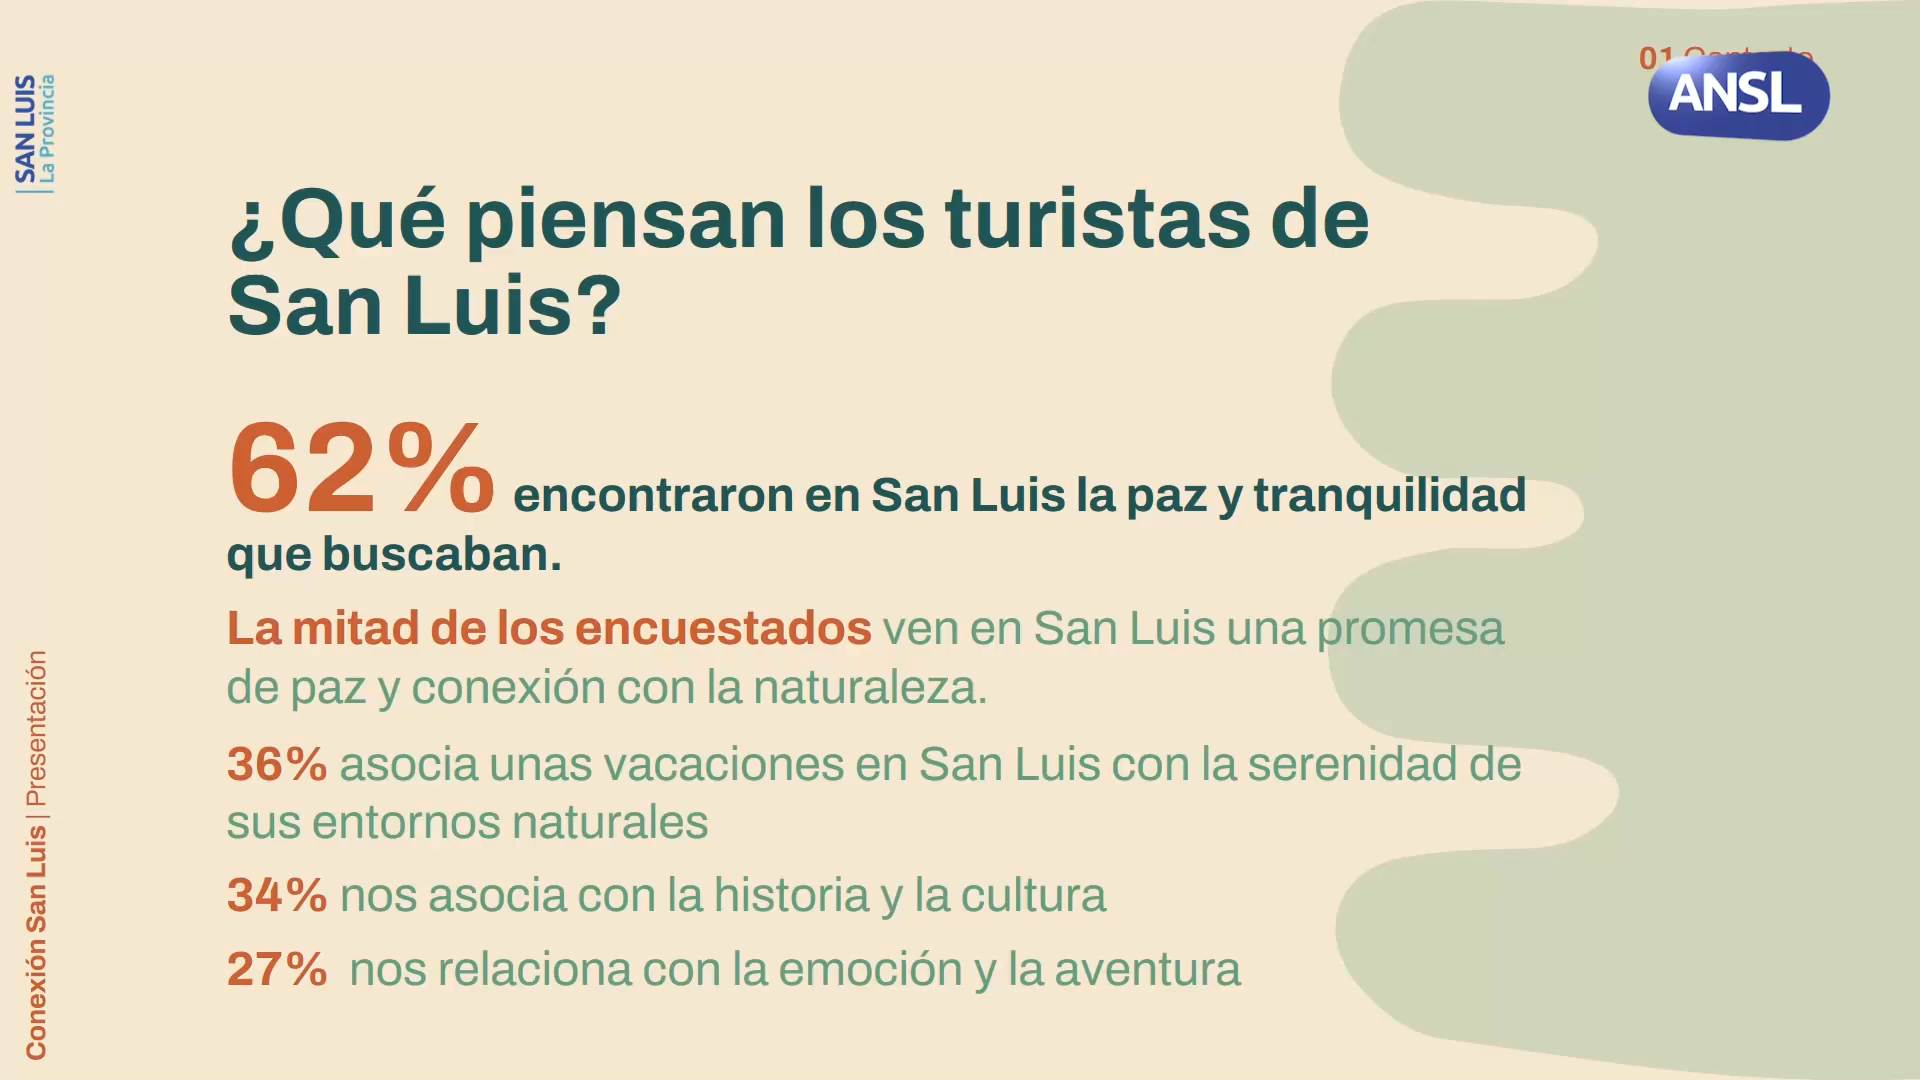 SAN LUIS
La Provincia
01
ANSL
¿Qué piensan los turistas de
San Luis?
62% encontraron en San Luis la paz y tranquilidad
que buscaban.
La mitad de los encuestados ven en San Luis una promesa
de paz y conexión con la naturaleza.
36% asocia unas vacaciones en San Luis con la serenidad de
sus entornos naturales
34% nos asocia con la historia y la cultura
27% nos relaciona con la emoción y la aventura
Conexión San Luis | Presentación